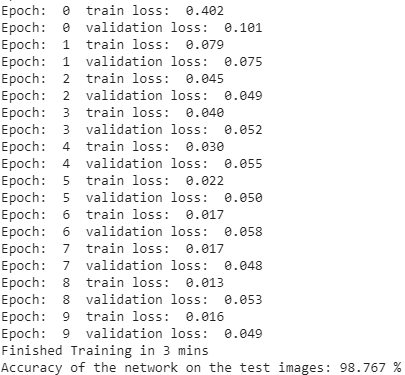 Epoch:  0  train loss:  0.402
Epoch:  0  validation loss:  0.101
Epoch:  1  train loss:  0.079
Epoch:  1  validation loss:  0.075
Epoch:  2  train loss:  0.045
Epoch:  2  validation loss:  0.049
Epoch:  3  train loss:  0.040
Epoch:  3  validation loss:  0.052
Epoch:  4  train loss:  0.030
Epoch:  4  validation loss:  0.055
Epoch:  5  train loss:  0.022
Epoch:  5  validation loss:  0.050
Epoch:  6  train loss:  0.017
Epoch:  6  validation loss:  0.058
Epoch:  7  train loss:  0.017
Epoch:  7  validation loss:  0.048
Epoch:  8  train loss:  0.013
Epoch:  8  validation loss:  0.053
Epoch:  9  train loss:  0.016
Epoch:  9  validation loss:  0.049
Finished Training in 3 mins
Accuracy of the network on the test images: 98.767 %